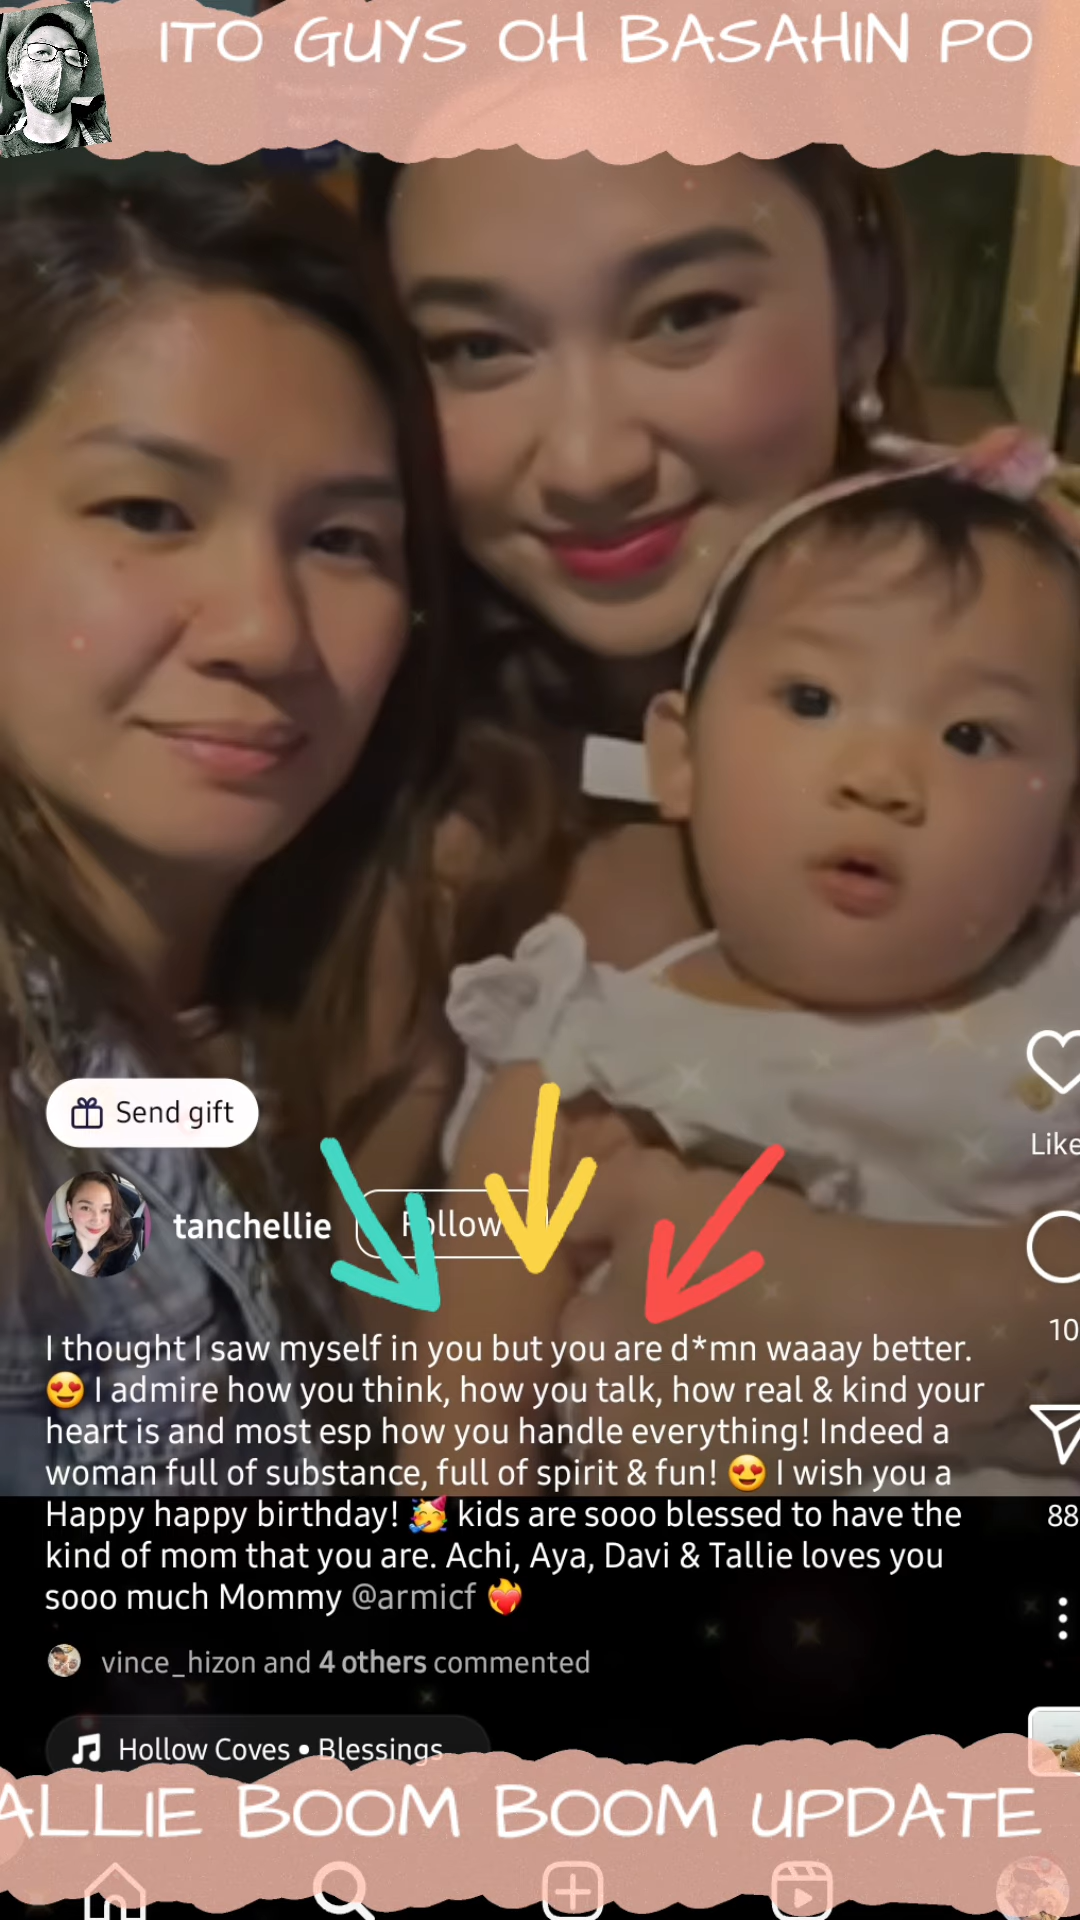 ITO GUYS OH BASAHIN PO
Send gift
tanchellie
Follow
I thought I saw myself in you but you are d*mn waaay better.
😍 I admire how you think, how you talk, how real & kind your
heart is and most esp how you handle everything! Indeed a
woman full of substance, full of spirit & fun! 😍 I wish you a
Happy happy birthday! 🥳 kids are sooo blessed to have the
kind of mom that you are. Achi, Aya, Davi & Tallie loves you
sooo much Mommy @armicf ❤️‍🔥
Like
10
88
vince_hizon and 4 others commented
Hollow Coves • Blessings
ALLIE BOOM BOOM UPDATE